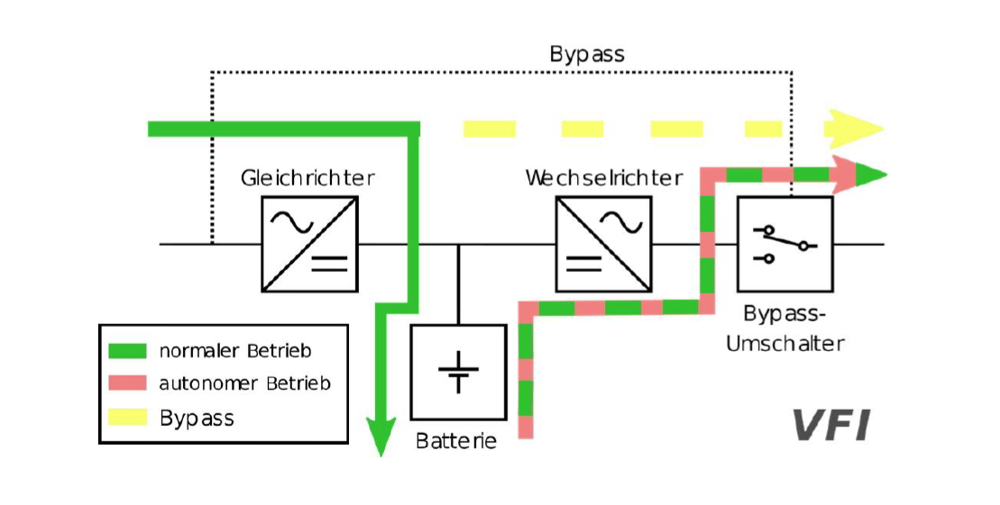 Bypass
Gleichrichter
Wechselrichter
Bypass-
Umschalter
normaler Betrieb
autonomer Betrieb
Bypass
Batterie
VFI